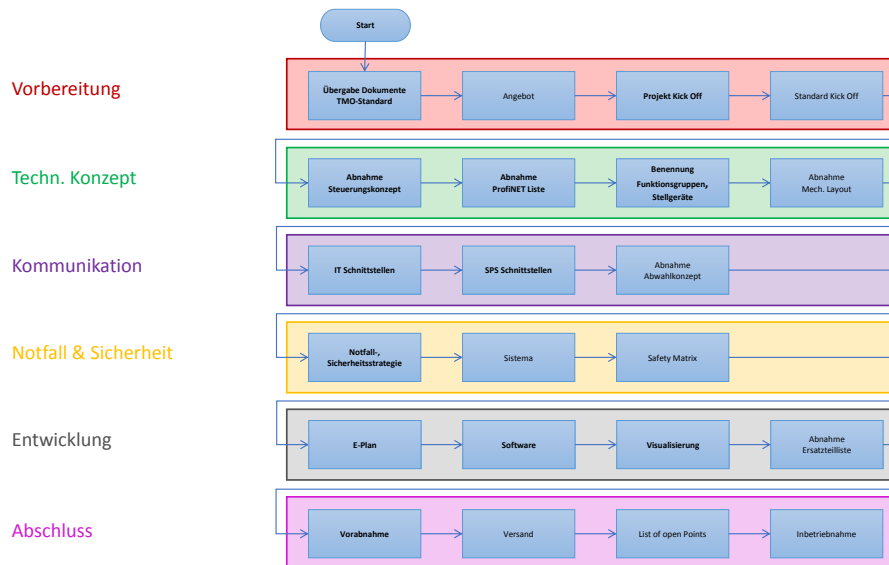 Start
Vorbereitung
Übergabe Dokumente
TMO-Standard
Angebot
Projekt Kick Off
Standard Kick Off
Techn. Konzept
Abnahme
Steuerungskonzept
Abnahme
ProfiNET Liste
Benennung
Funktionsgruppen,
Stellgeräte
Abnahme
Mech. Layout
Kommunikation
IT Schnittstellen
SPS Schnittstellen
Abnahme
Abwahlkonzept
Notfall & Sicherheit
Notfall-,
Sicherheitsstrategie
Sistema
Safety Matrix
Entwicklung
E-Plan
Software
Visualisierung
Abnahme
Ersatzteilliste
Abschluss
Vorabnahme
Versand
List of open Points
Inbetriebnahme